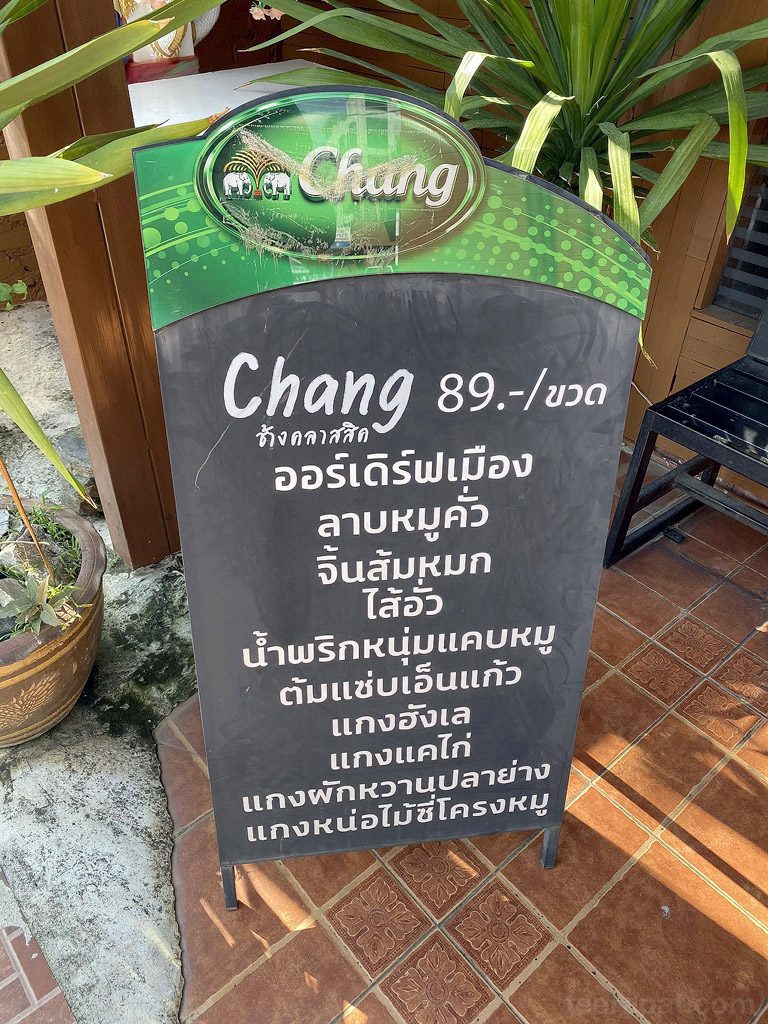 Chang
Chang 89.-/ขวด
ช้างคลาสสิค
ออร์เดิร์ฟเมือง
ลาบหมูคั่ว
จิ้นส้มหมก
ไส้อั่ว
น้ำพริกหนุ่มแคบหมู
ต้มแซ่บเอ็นแก้ว
แกงฮังเล
แกงแคไก่
แกงผักหวานปลาย่าง
แกงหน่อไม้ซี่โครงหมู